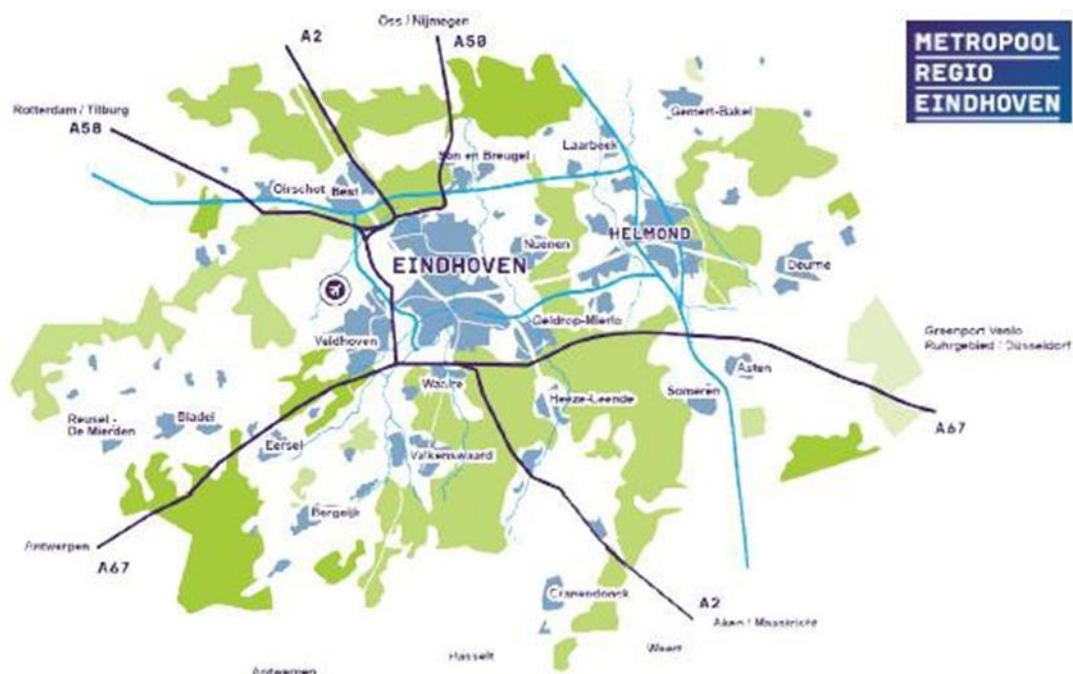 Oss / Nijmegen
A2
A50
METROPOOL
REGIO
EINDHOVEN
Rotterdam / Tilburg
A58
Gemert-Bakel
Laarbeek
Son en Breugel
Oirschot
Best
HELMOND
Nuenen
EINDHOVEN
Deurne
Geldrop-Mierlo
Veldhoven
Greenport Venlo
Ruhrgebied / Düsseldorf
Asten
Waalre
Someren
Heeze-Leende
Reusel -
De Mierden
Bladel
A67
Eersel
Valkenswaard
Bergeijk
Antwerpen
A67
Cranendonck
A2
Aken / Maastricht
Weert
Hasselt
Antwerpen